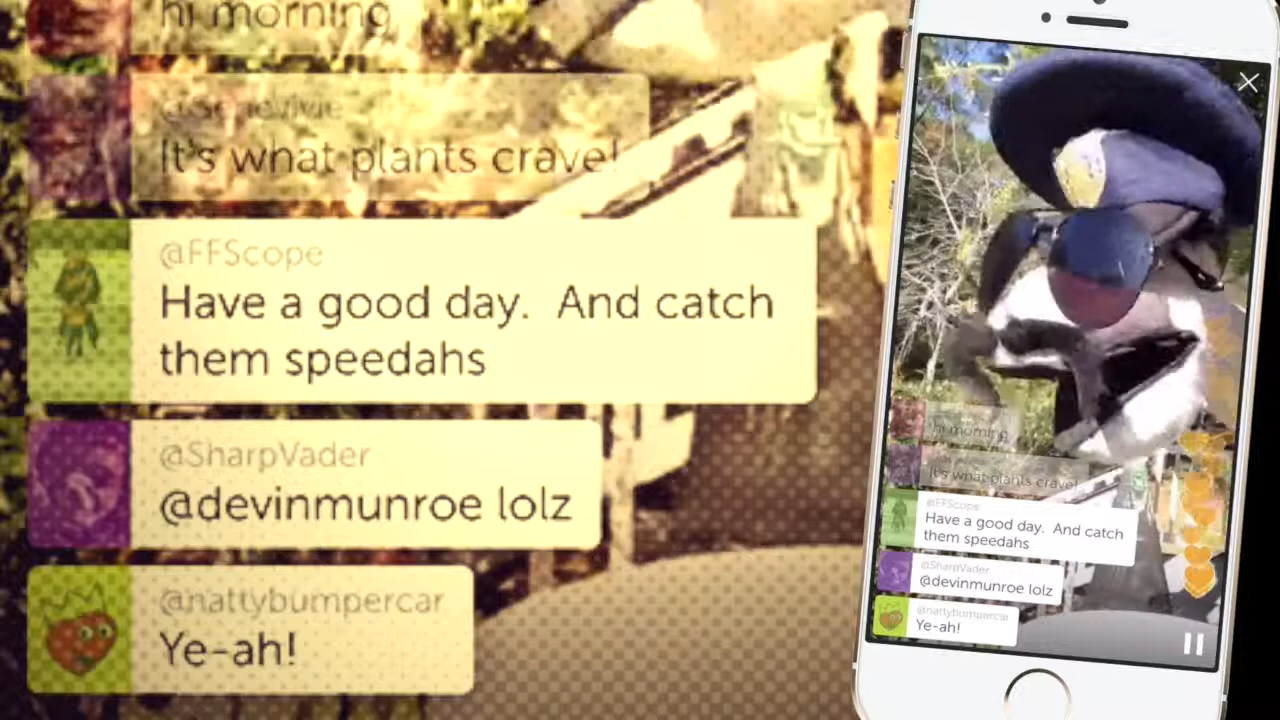 hi morning
It's what plants crave!
@FFScope
Have a good day. And catch
them speedahs
@SharpVader
@devinmunroe lolz
@nattybumpercar
Ye-ah!
hi morning
It's what plants crave!
@FFScope
Have a good day. And catch
them speedahs
@SharpVader
@devinmunroe lolz
@nattybumpercar
Ye-ah!